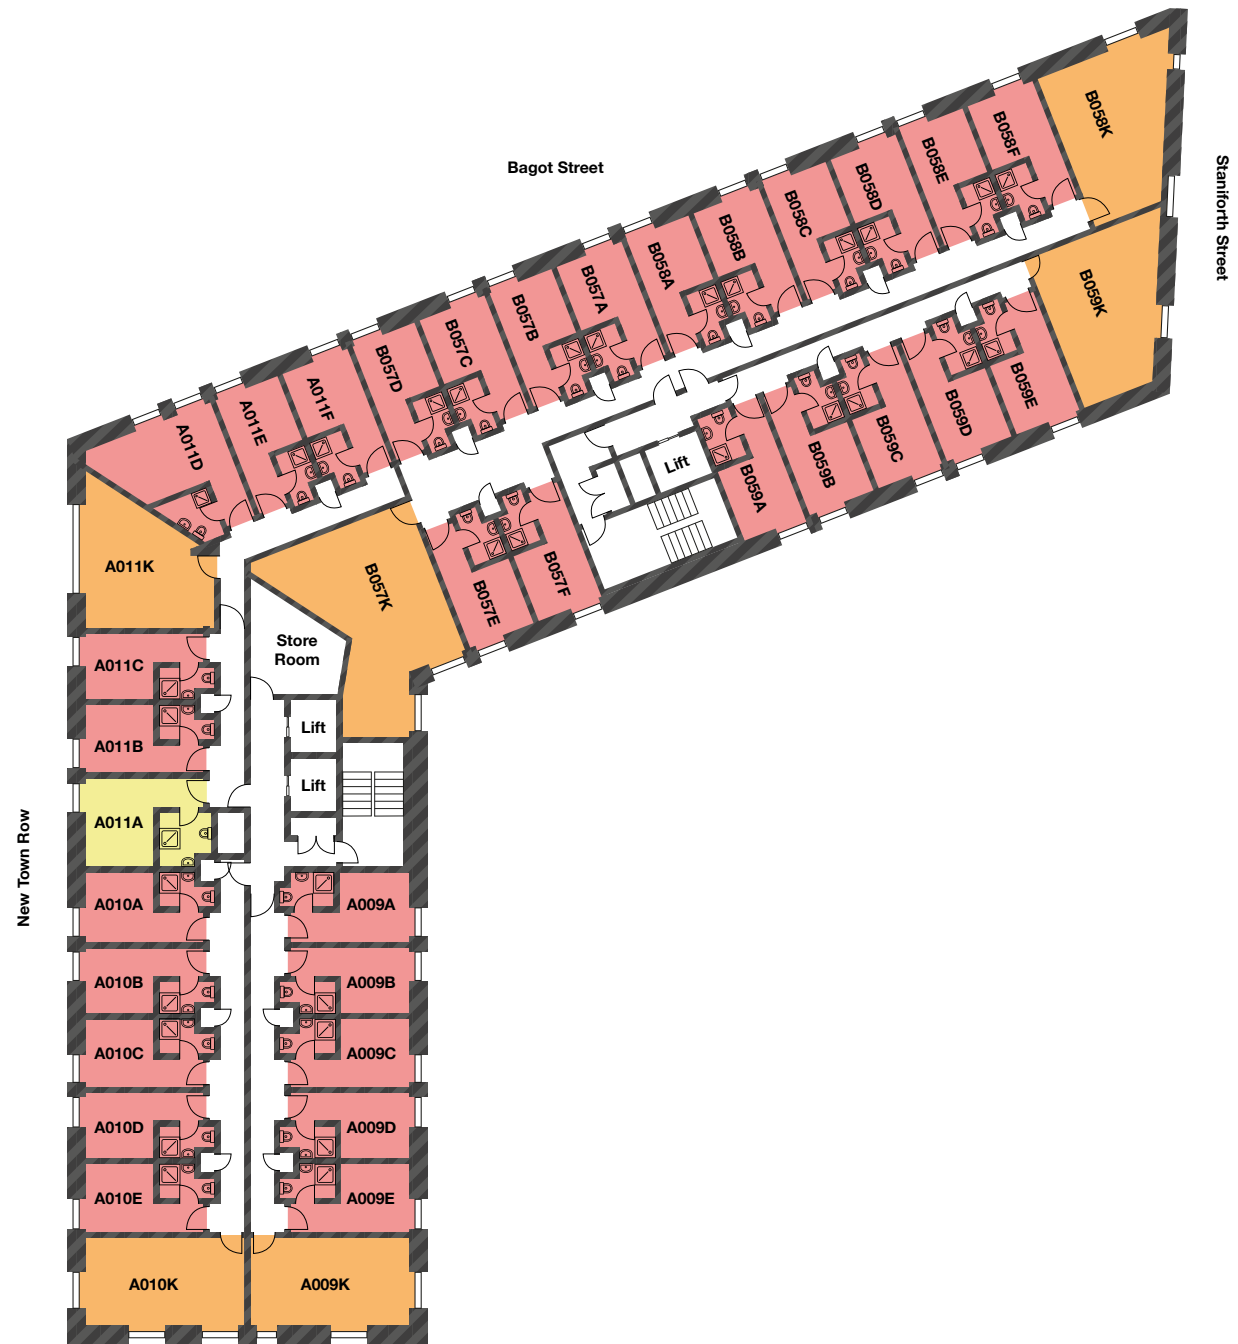 Bagot Street
Staniforth Street
New Town Row
B058K
B058F
B058E
B058D
B058C
B058B
B058A
B057A
B057B
B057C
B057D
A011F
A011E
A011D
B059K
B059E
B059D
B059C
B059B
B059A
Lift
B057F
B057E
B057K
A011K
Store
Room
A011C
A011B
Lift
Lift
A011A
A010A
A009A
A010B
A009B
A010C
A009C
A010D
A009D
A010E
A009E
A010K
A009K